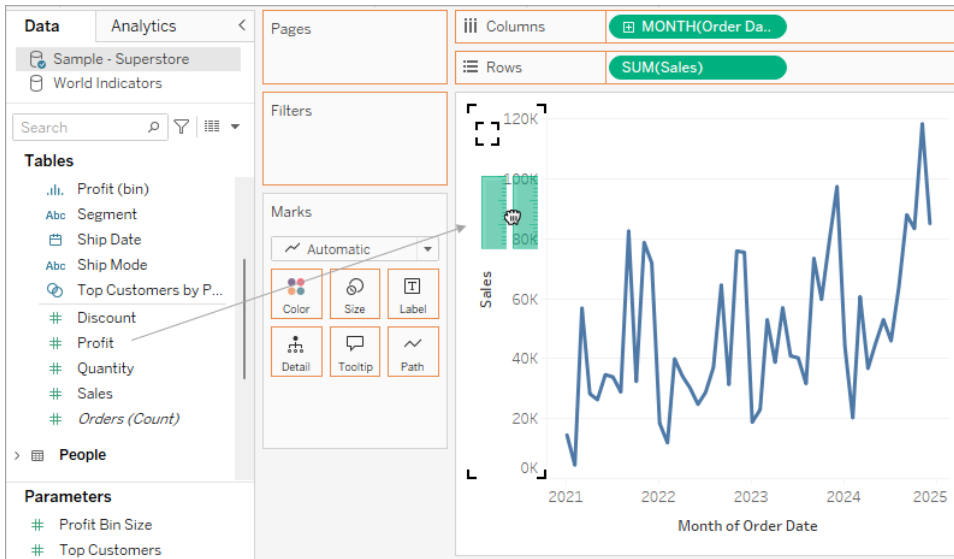 Data
Analytics
Sample - Superstore
World Indicators
Search
Tables
Profit (bin)
Abc Segment
Ship Date
Abc Ship Mode
Top Customers by P...
# Discount
# Profit
# Quantity
# Sales
# Orders (Count)
People
Parameters
# Profit Bin Size
# Top Customers
Pages
Filters
Marks
Automatic
Color
Size
T
Label
Detail
Tooltip
Path
Columns
MONTH(Order Da..
Rows
SUM(Sales)
Sales
120K
100K
80K
60K
40K
20K
0K
2021
2022
2023
2024
2025
Month of Order Date